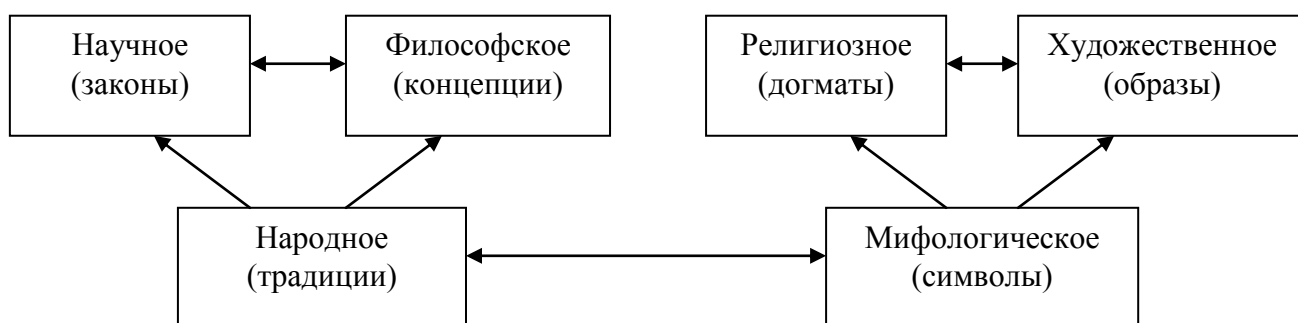 Научное
(законы)
Философское
(концепции)
Религиозное
(догматы)
Художественное
(образы)
Народное
(традиции)
Мифологическое
(символы)